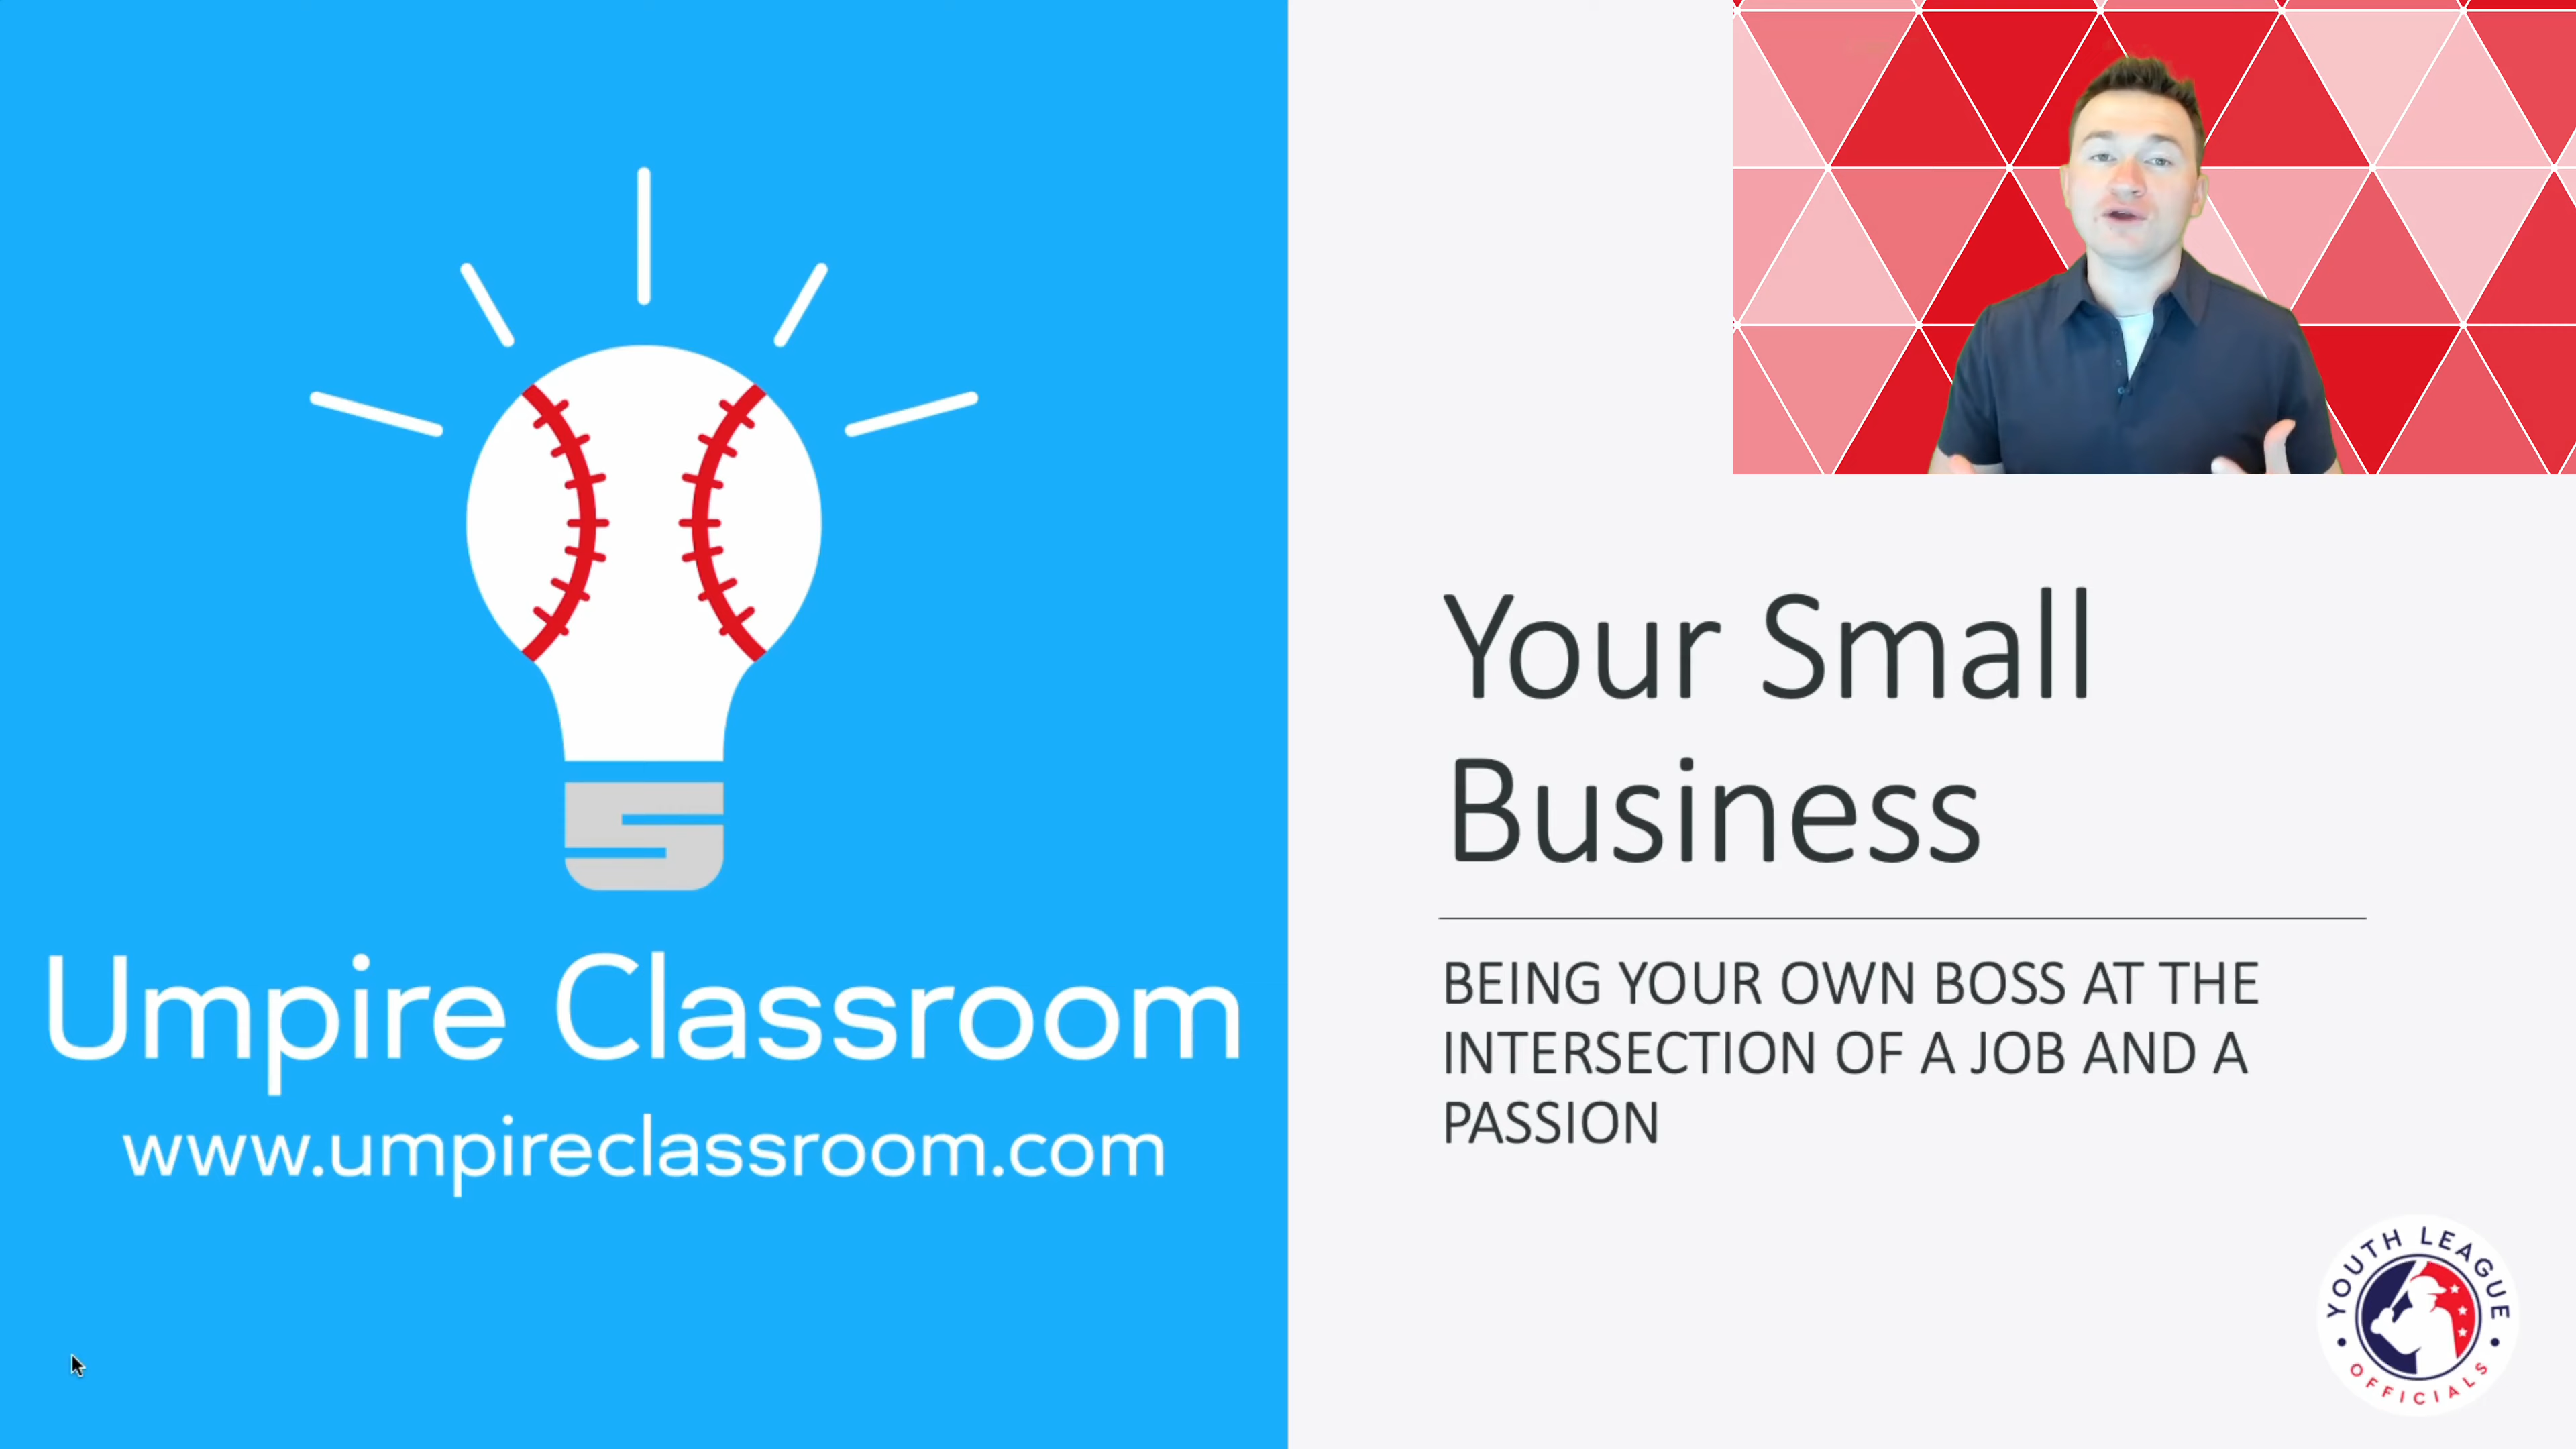 Umpire Classroom
www.umpireclassroom.com
Your Small
Business
BEING YOUR OWN BOSS AT THE
INTERSECTION OF A JOB AND A
PASSION
YOUTH LEAGUE
OFFICIALS